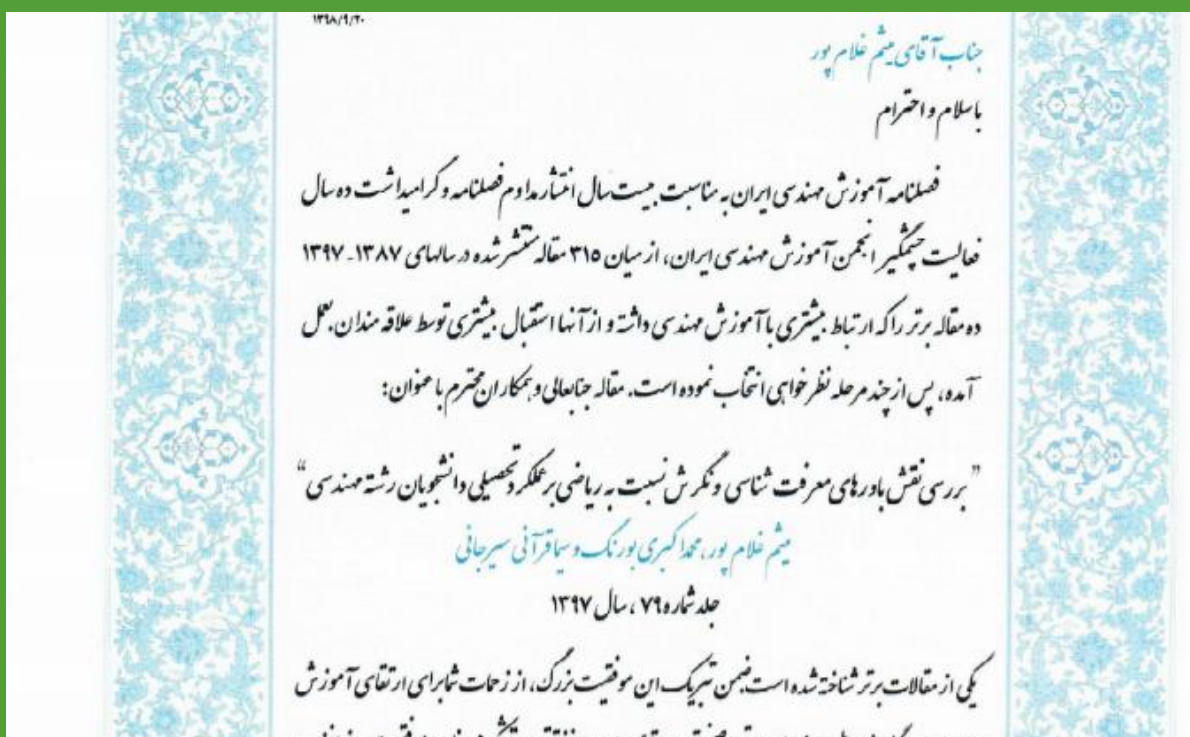 ۱۳۹۸/۹/۲۰
جناب آقای میثم غلام پور
با سلام و احترام
فصلنامه آموزش مهندسی ایران به مناسبت بیست سال انتشار مداوم فصلنامه و گرامیداشت ده سال
فعالیت چشمگیر انجمن آموزش مهندسی ایران، از میان ۳۱۵ مقاله منتشر شده در سالهای ۱۳۸۷-۱۳۹۷
ده مقاله برتر را که ارتباط بیشتری با آموزش مهندسی داشته و از آنها استقبال بیشتری توسط علاقه مندان بعمل
آمده، پس از چند مرحله نظر خواهی انتخاب نموده است. مقاله جنابعالی و همکاران محترم با عنوان:
"بررسی نقش باورهای معرفت شناسی و نگرش نسبت به ریاضی بر عملکرد تحصیلی دانشجویان رشته مهندسی"
میثم غلام پور، محمد اکبری بورنگ و سیما قرآنی سیرجانی
جلد شماره ۷۹، سال ۱۳۹۷
یکی از مقالات برتر شناخته شده است. ضمن تبریک این موفقیت بزرگ، از زحمات شما برای ارتقای آموزش